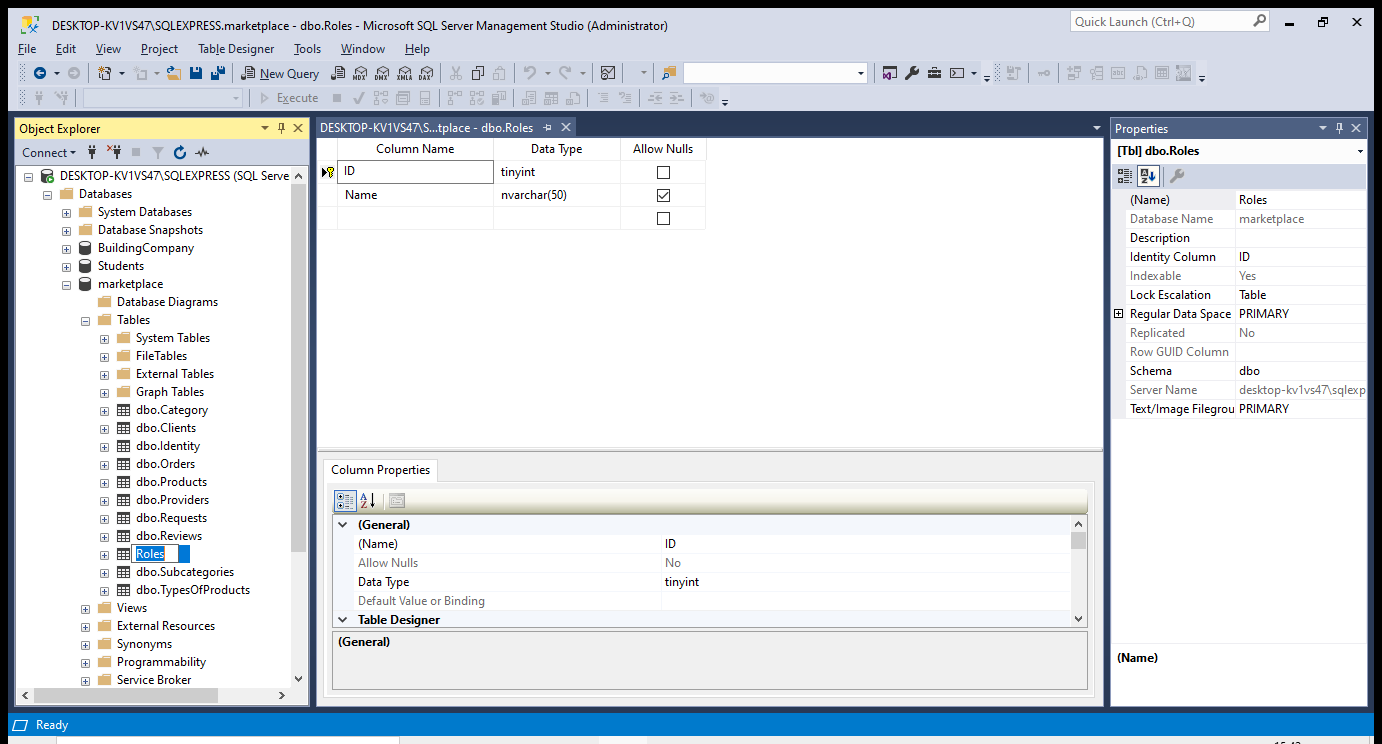 DESKTOP-KV1VS47\SQLEXPRESS.marketplace - dbo.Roles - Microsoft SQL Server Management Studio (Administrator)
Quick Launch (Ctrl+Q)
File Edit View Project Table Designer Tools Window Help
New Query MDX DMX XMLA DAX
Execute
Object Explorer
Connect
DESKTOP-KV1VS47\SQLEXPRESS (SQL Serve
Databases
System Databases
Database Snapshots
BuildingCompany
Students
marketplace
Database Diagrams
Tables
System Tables
FileTables
External Tables
Graph Tables
dbo.Category
dbo.Clients
dbo.Identity
dbo.Orders
dbo.Products
dbo.Providers
dbo.Requests
dbo.Reviews
Roles
dbo.Subcategories
dbo.TypesOfProducts
Views
External Resources
Synonyms
Programmability
Service Broker
DESKTOP-KV1VS47\S...tplace - dbo.Roles
Column Name Data Type Allow Nulls
ID tinyint
Name nvarchar(50)
Column Properties
(General)
(Name) ID
Allow Nulls No
Data Type tinyint
Default Value or Binding
Table Designer
(General)
Properties
[Tbl] dbo.Roles
(Name) Roles
Database Name marketplace
Description
Identity Column ID
Indexable Yes
Lock Escalation Table
Regular Data Space PRIMARY
Replicated No
Row GUID Column
Schema dbo
Server Name desktop-kv1vs47\sqlexp
Text/Image Filegrou PRIMARY
(Name)
Ready